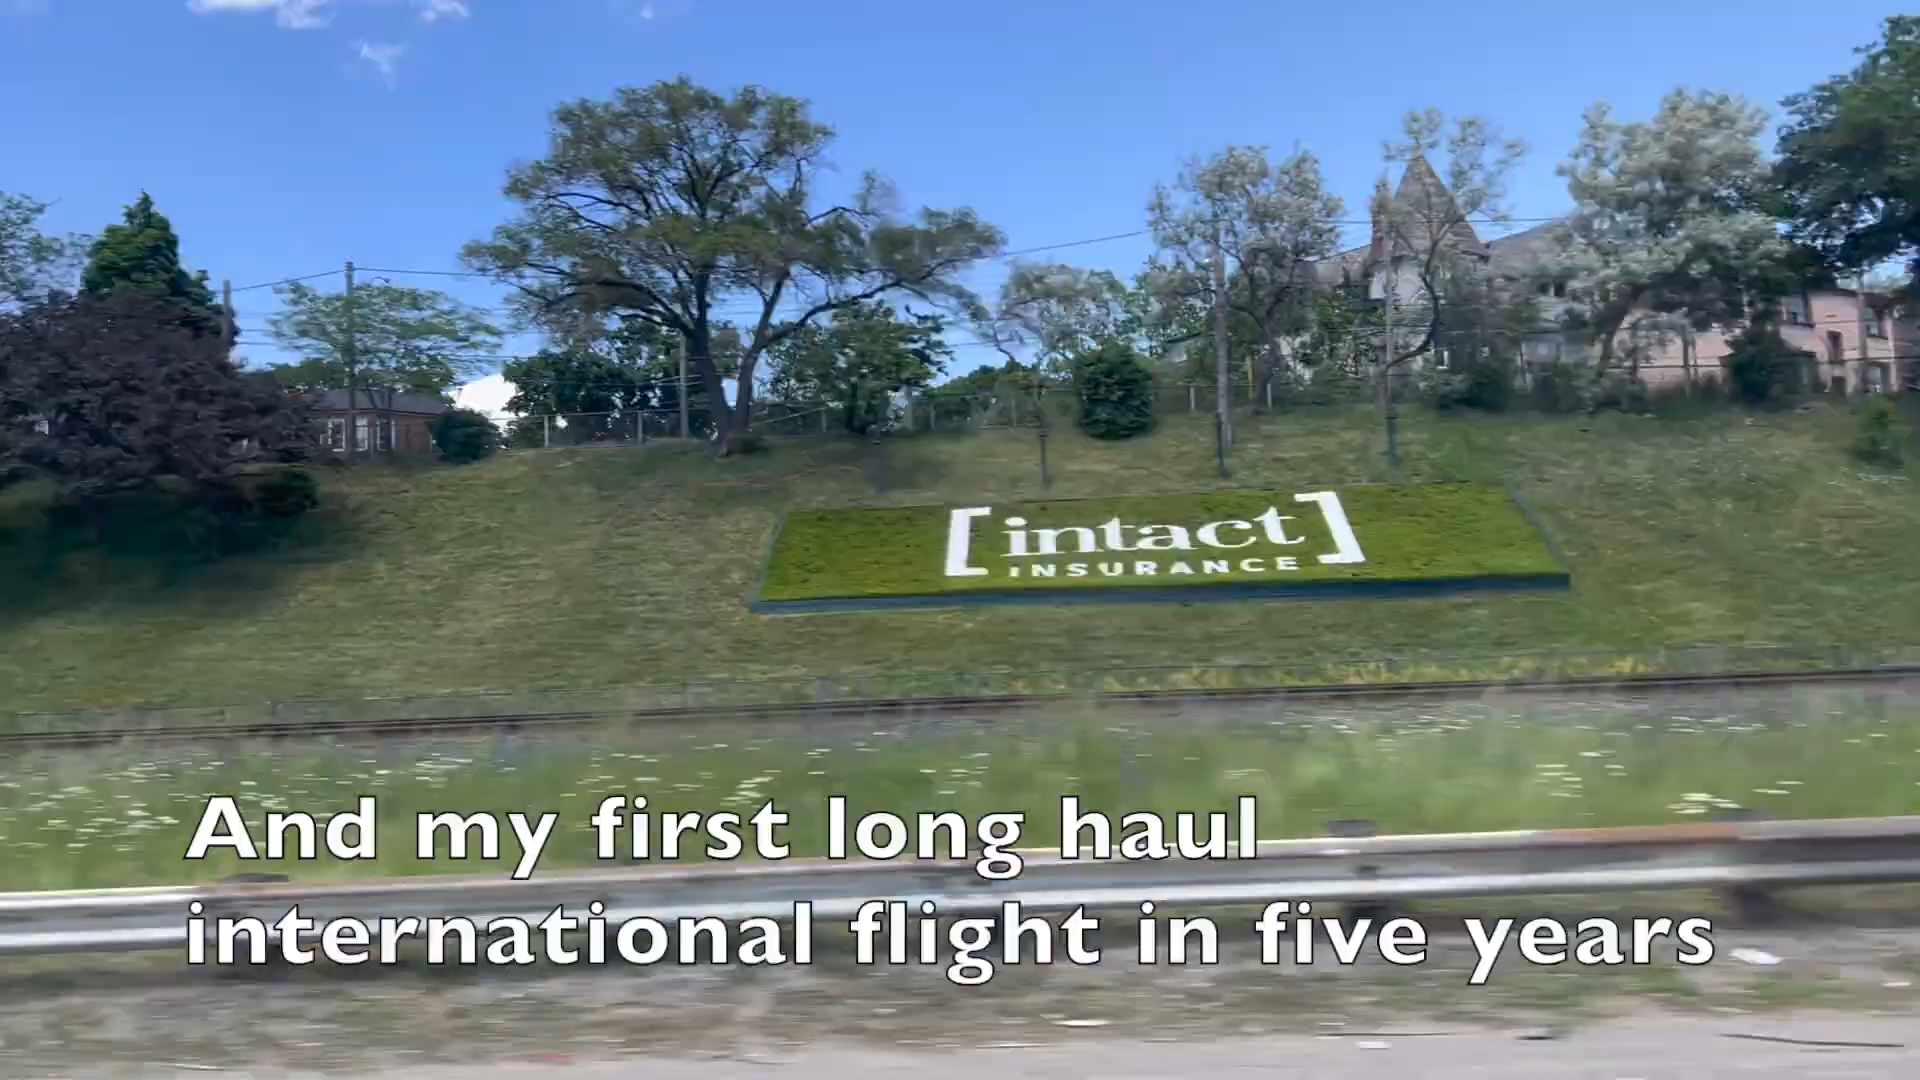 [intact]
INSURANCE
And my first long haul
international flight in five years